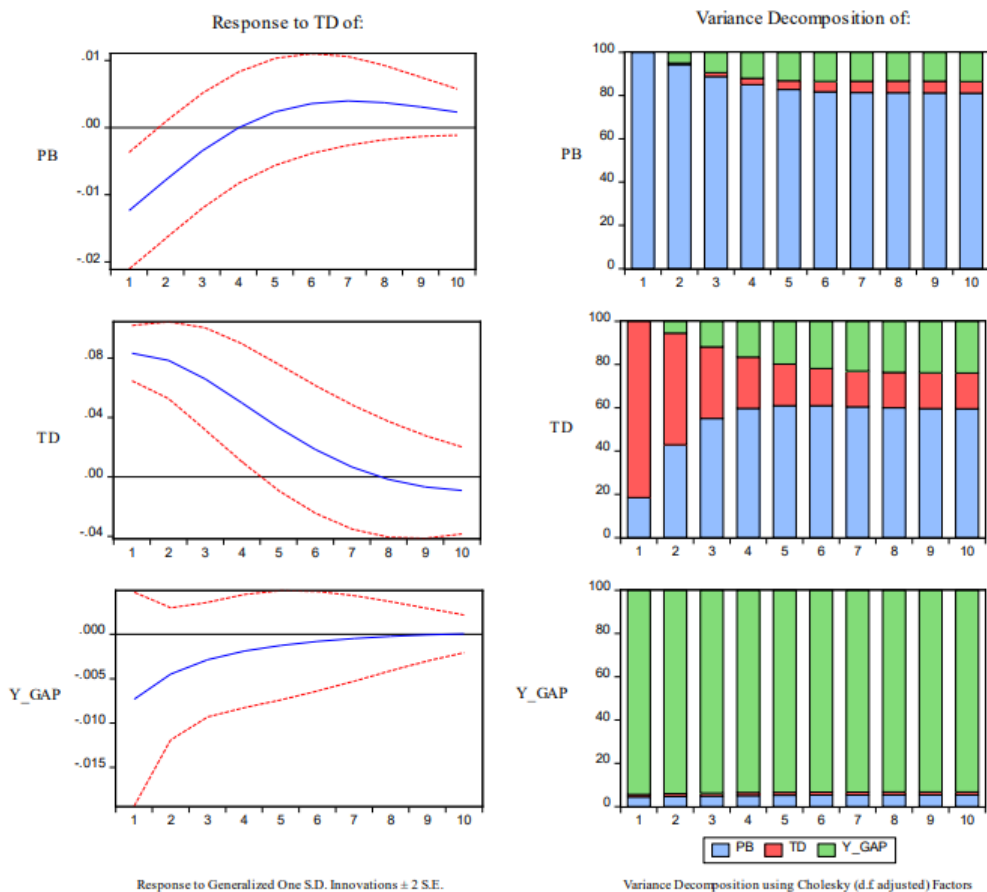 Response to TD of:
Variance Decomposition of:
.01
.00
-.01
-.02
PB
1 2 3 4 5 6 7 8 9 10
100
80
60
40
20
0
PB
1 2 3 4 5 6 7 8 9 10
.08
.04
.00
-.04
TD
1 2 3 4 5 6 7 8 9 10
100
80
60
40
20
0
TD
1 2 3 4 5 6 7 8 9 10
.000
-.005
-.010
-.015
Y_GAP
1 2 3 4 5 6 7 8 9 10
100
80
60
40
20
0
Y_GAP
1 2 3 4 5 6 7 8 9 10
PB TD Y_GAP
Response to Generalized One S.D. Innovations ± 2 S.E.
Variance Decomposition using Cholesky (d.f. adjusted) Factors